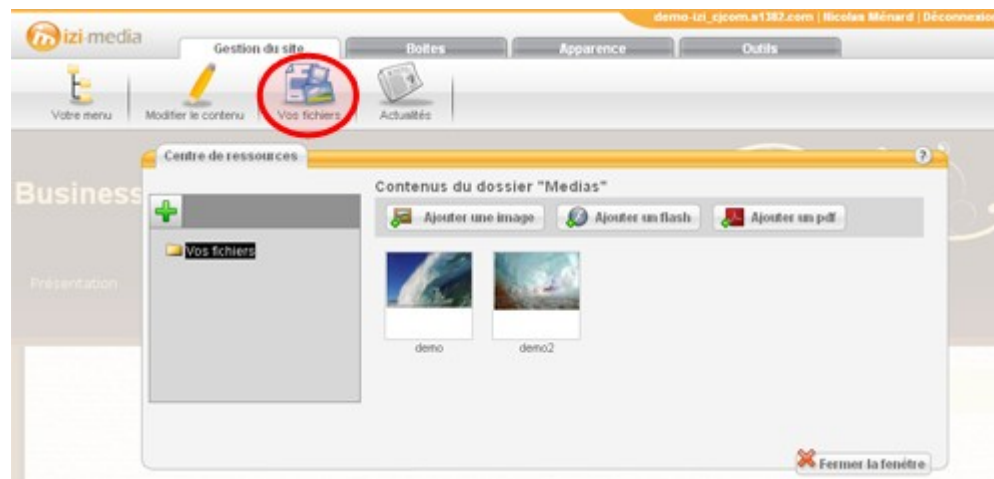 demo-izi_cjcom.n1382.com | Nicolas Ménard | Déconnexion
izi-media
Gestion du site Boîtes Apparence Outils
Votre menu Modifier le contenu Vos fichiers Actualités
Centre de ressources ?
Business
Contenus du dossier "Medias"
Ajouter une image Ajouter un flash Ajouter un pdf
Vos fichiers
Présentation
demo demo2
Fermer la fenêtre